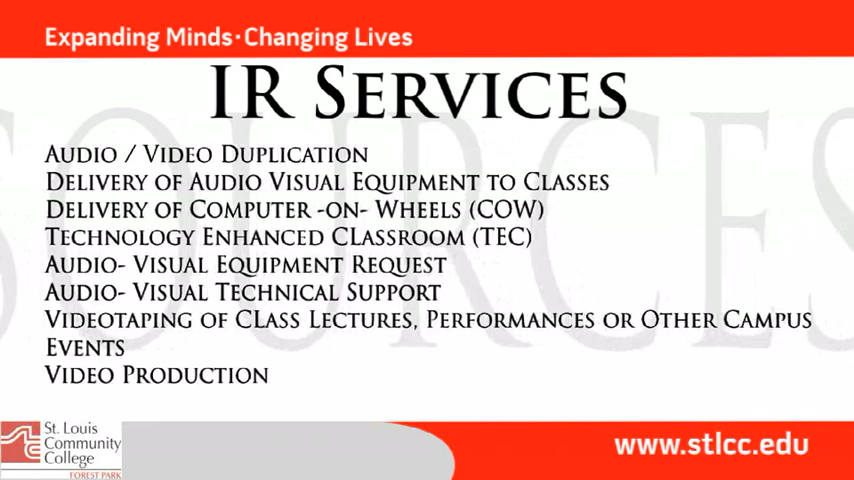 Expanding Minds·Changing Lives
IR SERVICES
AUDIO / VIDEO DUPLICATION
DELIVERY OF AUDIO VISUAL EQUIPMENT TO CLASSES
DELIVERY OF COMPUTER -ON- WHEELS (COW)
TECHNOLOGY ENHANCED CLASSROOM (TEC)
AUDIO- VISUAL EQUIPMENT REQUEST
AUDIO- VISUAL TECHNICAL SUPPORT
VIDEOTAPING OF CLASS LECTURES, PERFORMANCES OR OTHER CAMPUS
EVENTS
VIDEO PRODUCTION
St. Louis
Community
College
FOREST PARK
www.stlcc.edu